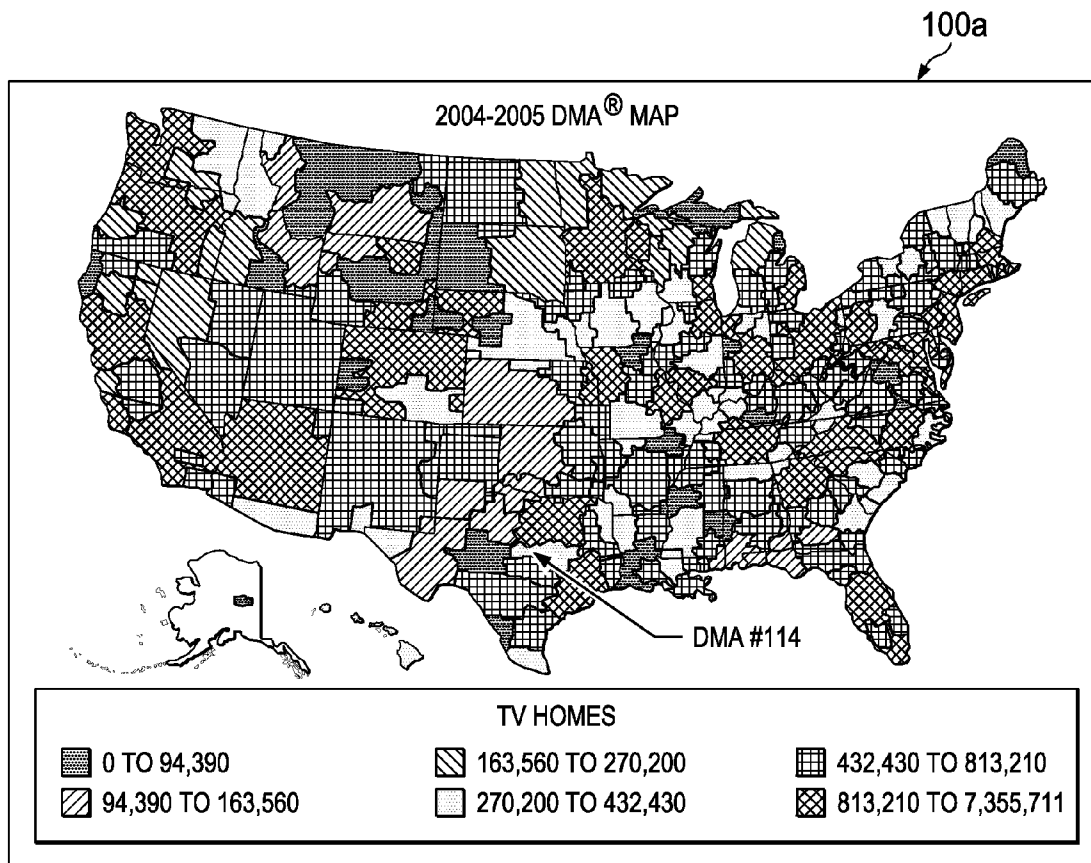 100a
2004-2005 DMA® MAP
DMA #114
TV HOMES
0 TO 94,390
163,560 TO 270,200
432,430 TO 813,210
94,390 TO 163,560
270,200 TO 432,430
813,210 TO 7,355,711